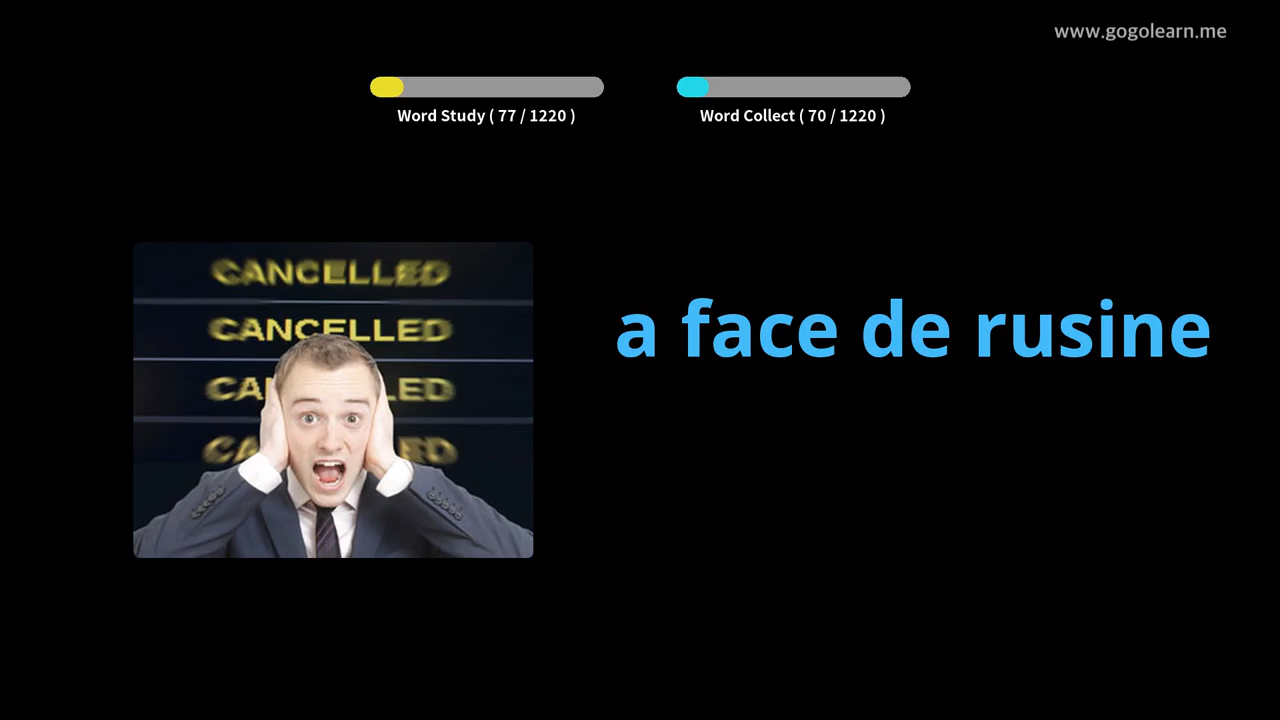 www.gogolearn.me
Word Study ( 77 / 1220 )
Word Collect ( 70 / 1220 )
CANCELLED
CANCELLED
a face de rusine